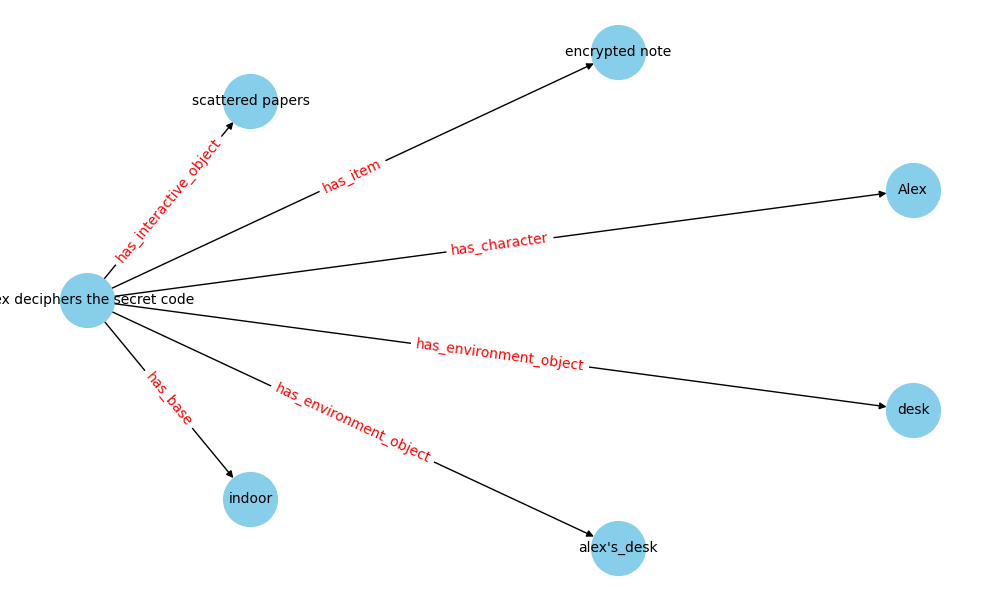 encrypted note
scattered papers
has_interactive_object
has_item
Alex
has_character
ex deciphers the secret code
has_environment_object
has_base
has_environment_object
desk
indoor
alex's_desk